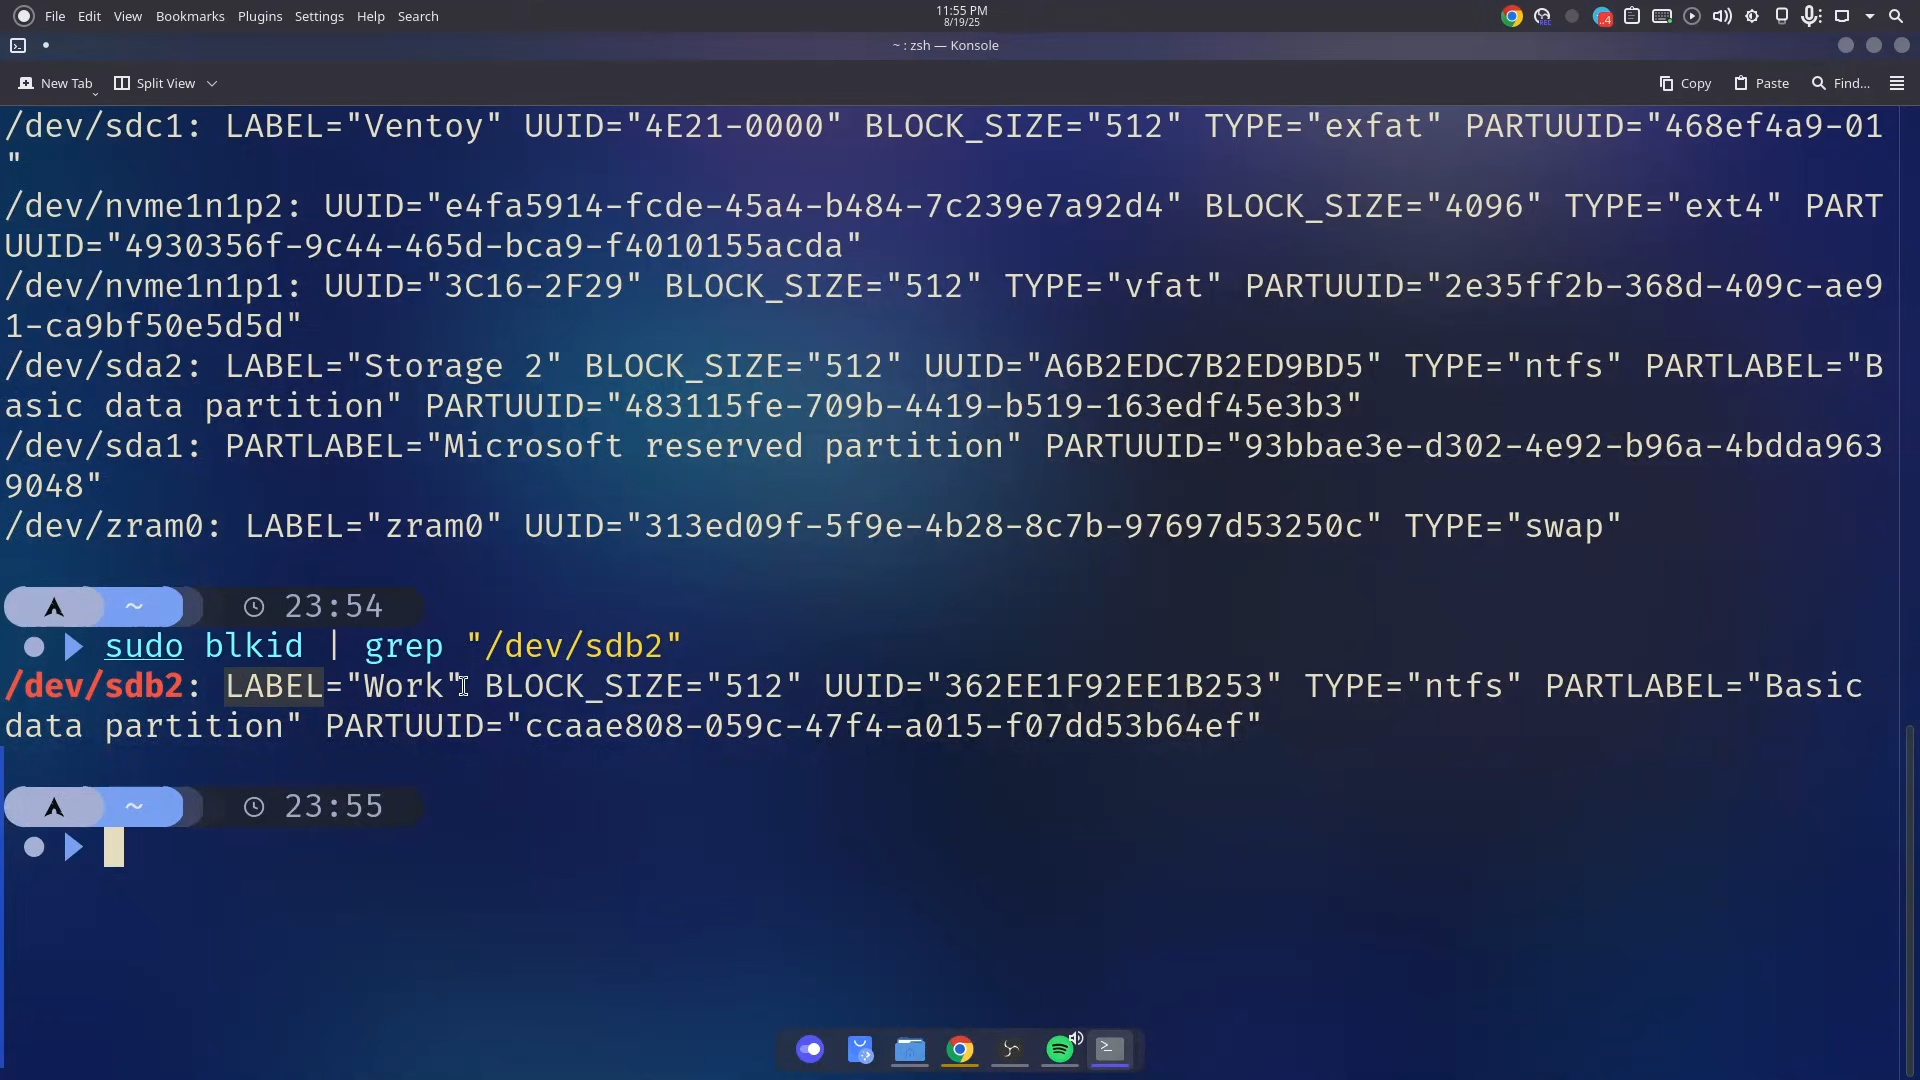 File Edit View Bookmarks Plugins Settings Help Search
11:55 PM
8/19/25
~ : zsh — Konsole
New Tab Split View Copy Paste Find...
/dev/sdc1: LABEL="Ventoy" UUID="4E21-0000" BLOCK_SIZE="512" TYPE="exfat" PARTUUID="468ef4a9-01
"
/dev/nvme1n1p2: UUID="e4fa5914-fcde-45a4-b484-7c239e7a92d4" BLOCK_SIZE="4096" TYPE="ext4" PART
UUID="4930356f-9c44-465d-bca9-f4010155acda"
/dev/nvme1n1p1: UUID="3C16-2F29" BLOCK_SIZE="512" TYPE="vfat" PARTUUID="2e35ff2b-368d-409c-ae9
1-ca9bf50e5d5d"
/dev/sda2: LABEL="Storage 2" BLOCK_SIZE="512" UUID="A6B2EDC7B2ED9BD5" TYPE="ntfs" PARTLABEL="B
asic data partition" PARTUUID="483115fe-709b-4419-b519-163edf45e3b3"
/dev/sda1: PARTLABEL="Microsoft reserved partition" PARTUUID="93bbae3e-d302-4e92-b96a-4bdda963
9048"
/dev/zram0: LABEL="zram0" UUID="313ed09f-5f9e-4b28-8c7b-97697d53250c" TYPE="swap"
~ 23:54
sudo blkid | grep "/dev/sdb2"
/dev/sdb2: LABEL="Work" BLOCK_SIZE="512" UUID="362EE1F92EE1B253" TYPE="ntfs" PARTLABEL="Basic
data partition" PARTUUID="ccaae808-059c-47f4-a015-f07dd53b64ef"
~ 23:55